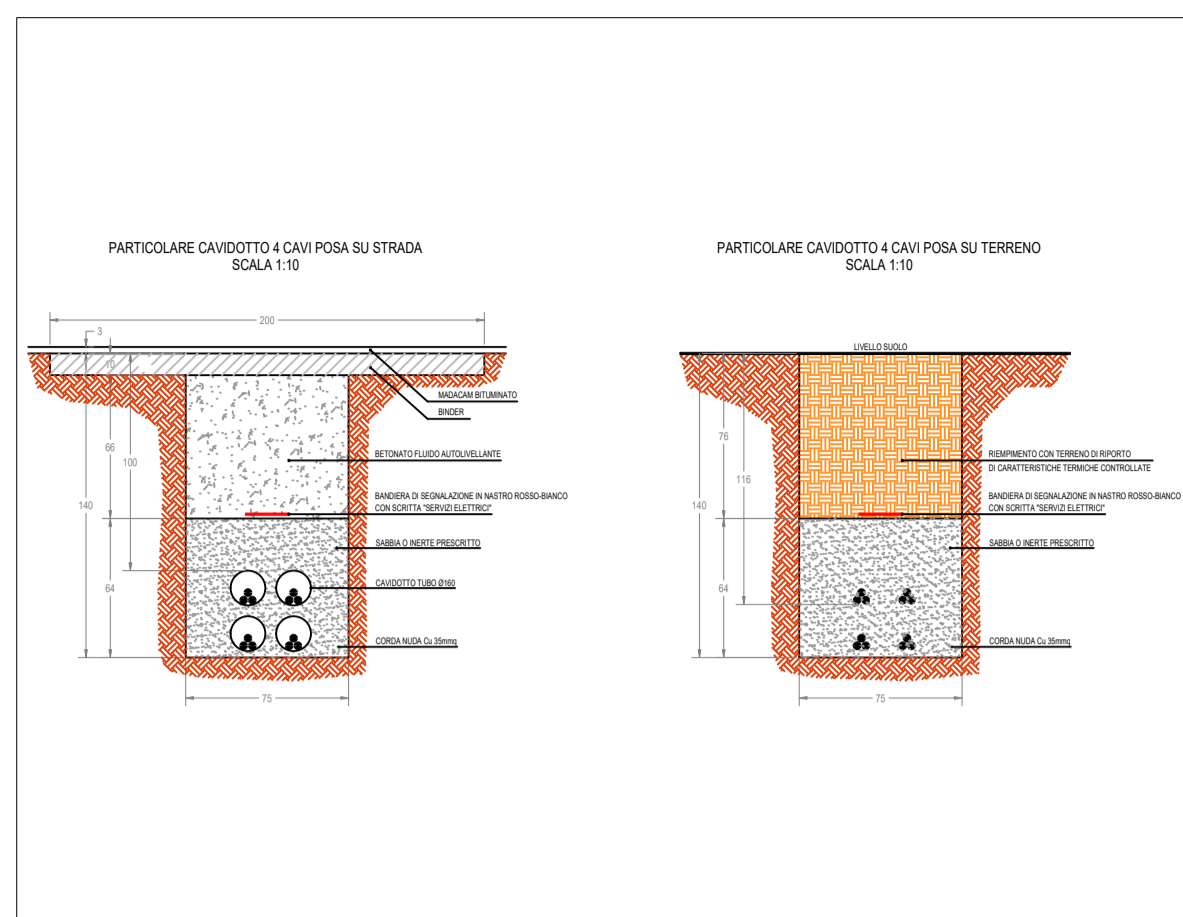 PARTICOLARE CAVIDOTTO 4 CAVI POSA SU STRADA
SCALA 1:10
200
3
10
66
100
140
64
75
MADACAM BITUMINATO
BINDER
BETONATO FLUIDO AUTOLIVELLANTE
BANDIERA DI SEGNALAZIONE IN NASTRO ROSSO-BIANCO
CON SCRITTA "SERVIZI ELETTRICI"
SABBIA O INERTE PRESCRITTO
CAVIDOTTO TUBO Ø160
CORDA NUDA Cu 35mmq
PARTICOLARE CAVIDOTTO 4 CAVI POSA SU TERRENO
SCALA 1:10
LIVELLO SUOLO
76
116
140
64
75
RIEMPIMENTO CON TERRENO DI RIPORTO
DI CARATTERISTICHE TERMICHE CONTROLLATE
BANDIERA DI SEGNALAZIONE IN NASTRO ROSSO-BIANCO
CON SCRITTA "SERVIZI ELETTRICI"
SABBIA O INERTE PRESCRITTO
CORDA NUDA Cu 35mmq